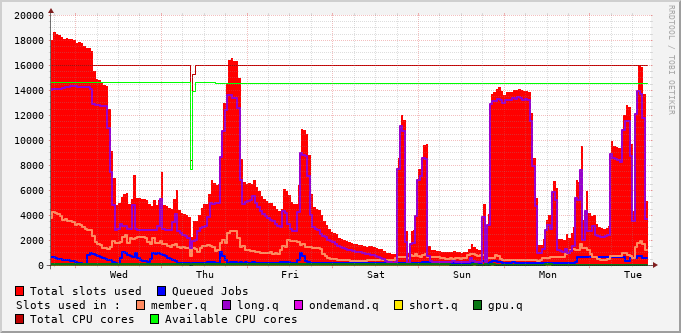 20000
18000
16000
14000
12000
10000
8000
6000
4000
2000
0
Wed Thu Fri Sat Sun Mon Tue
Total slots used Queued Jobs
Slots used in : member.q long.q ondemand.q short.q gpu.q
Total CPU cores Available CPU cores
RRDTOOL / TOBI OETIKER